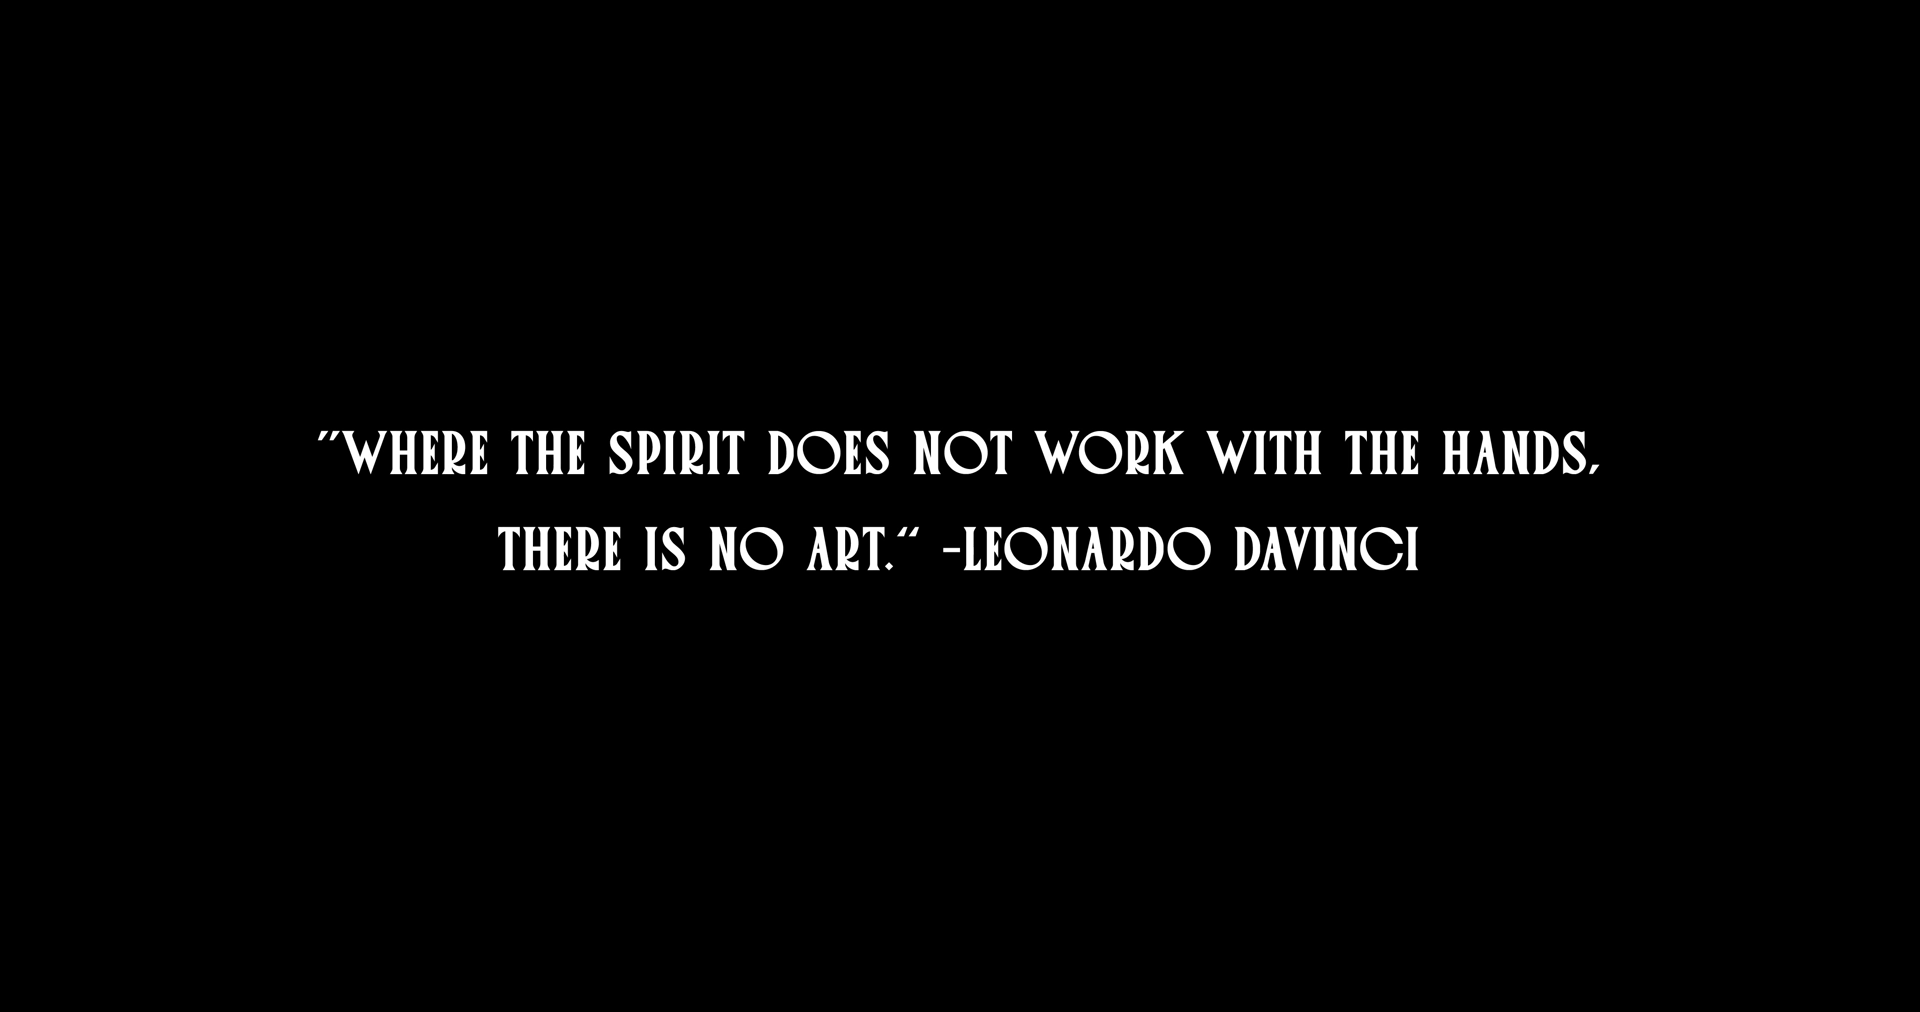 "WHERE THE SPIRIT DOES NOT WORK WITH THE HANDS,
THERE IS NO ART." -LEONARDO DAVINCI